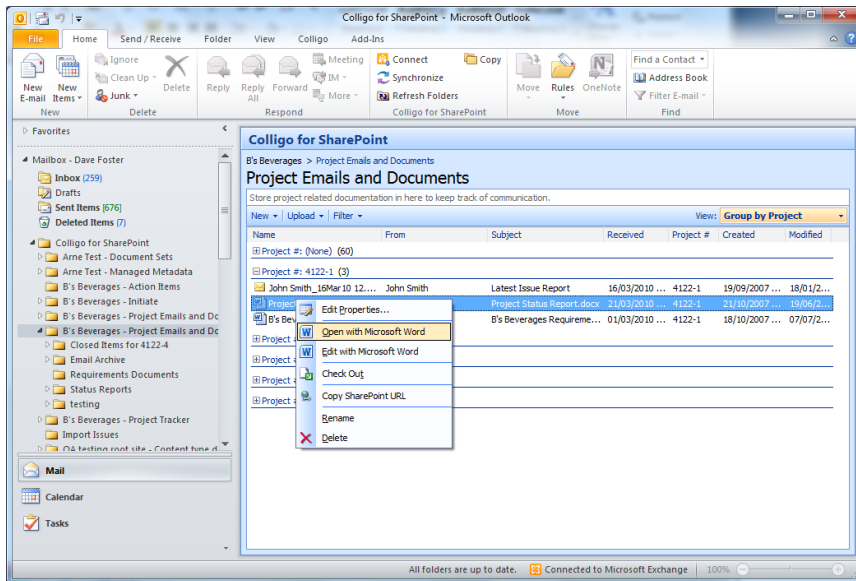 Colligo for SharePoint - Microsoft Outlook
File Home Send / Receive Folder View Colligo Add-Ins
New E-mail
New Items
New
Ignore
Clean Up
Junk
Delete
Delete
Reply
Reply All
Forward
Meeting
IM
More
Respond
Connect
Copy
Synchronize
Refresh Folders
Colligo for SharePoint
Move
Rules
OneNote
Move
Find a Contact
Address Book
Filter E-mail
Find
Favorites
Mailbox - Dave Foster
Inbox (259)
Drafts
Sent Items [676]
Deleted Items (7)
Colligo for SharePoint
Arne Test - Document Sets
Arne Test - Managed Metadata
B's Beverages - Action Items
B's Beverages - Initiate
B's Beverages - Project Emails and Dc
B's Beverages - Project Emails and Dc
Closed Items for 4122-4
Email Archive
Requirements Documents
Status Reports
testing
B's Beverages - Project Tracker
Import Issues
QA testing root site - Content type d
Mail
Calendar
Tasks
Colligo for SharePoint
B's Beverages > Project Emails and Documents
Project Emails and Documents
Store project related documentation in here to keep track of communication.
New Upload Filter View: Group by Project
Name From Subject Received Project # Created Modified
Project #: (None) (60)
Project #: 4122-1 (3)
John Smith_16Mar10 12.... John Smith Latest Issue Report 16/03/2010 ... 4122-1 19/09/2007 ... 18/01/2...
Project Status Report.docx 21/03/2010 ... 4122-1 21/10/2007 ... 19/06/2...
B's Bev B's Beverages Requireme... 01/03/2010 ... 4122-1 18/10/2007 ... 07/07/2...
Project
Project
Project
Project
Edit Properties...
Open with Microsoft Word
Edit with Microsoft Word
Check Out
Copy SharePoint URL
Rename
Delete
All folders are up to date. Connected to Microsoft Exchange 100%